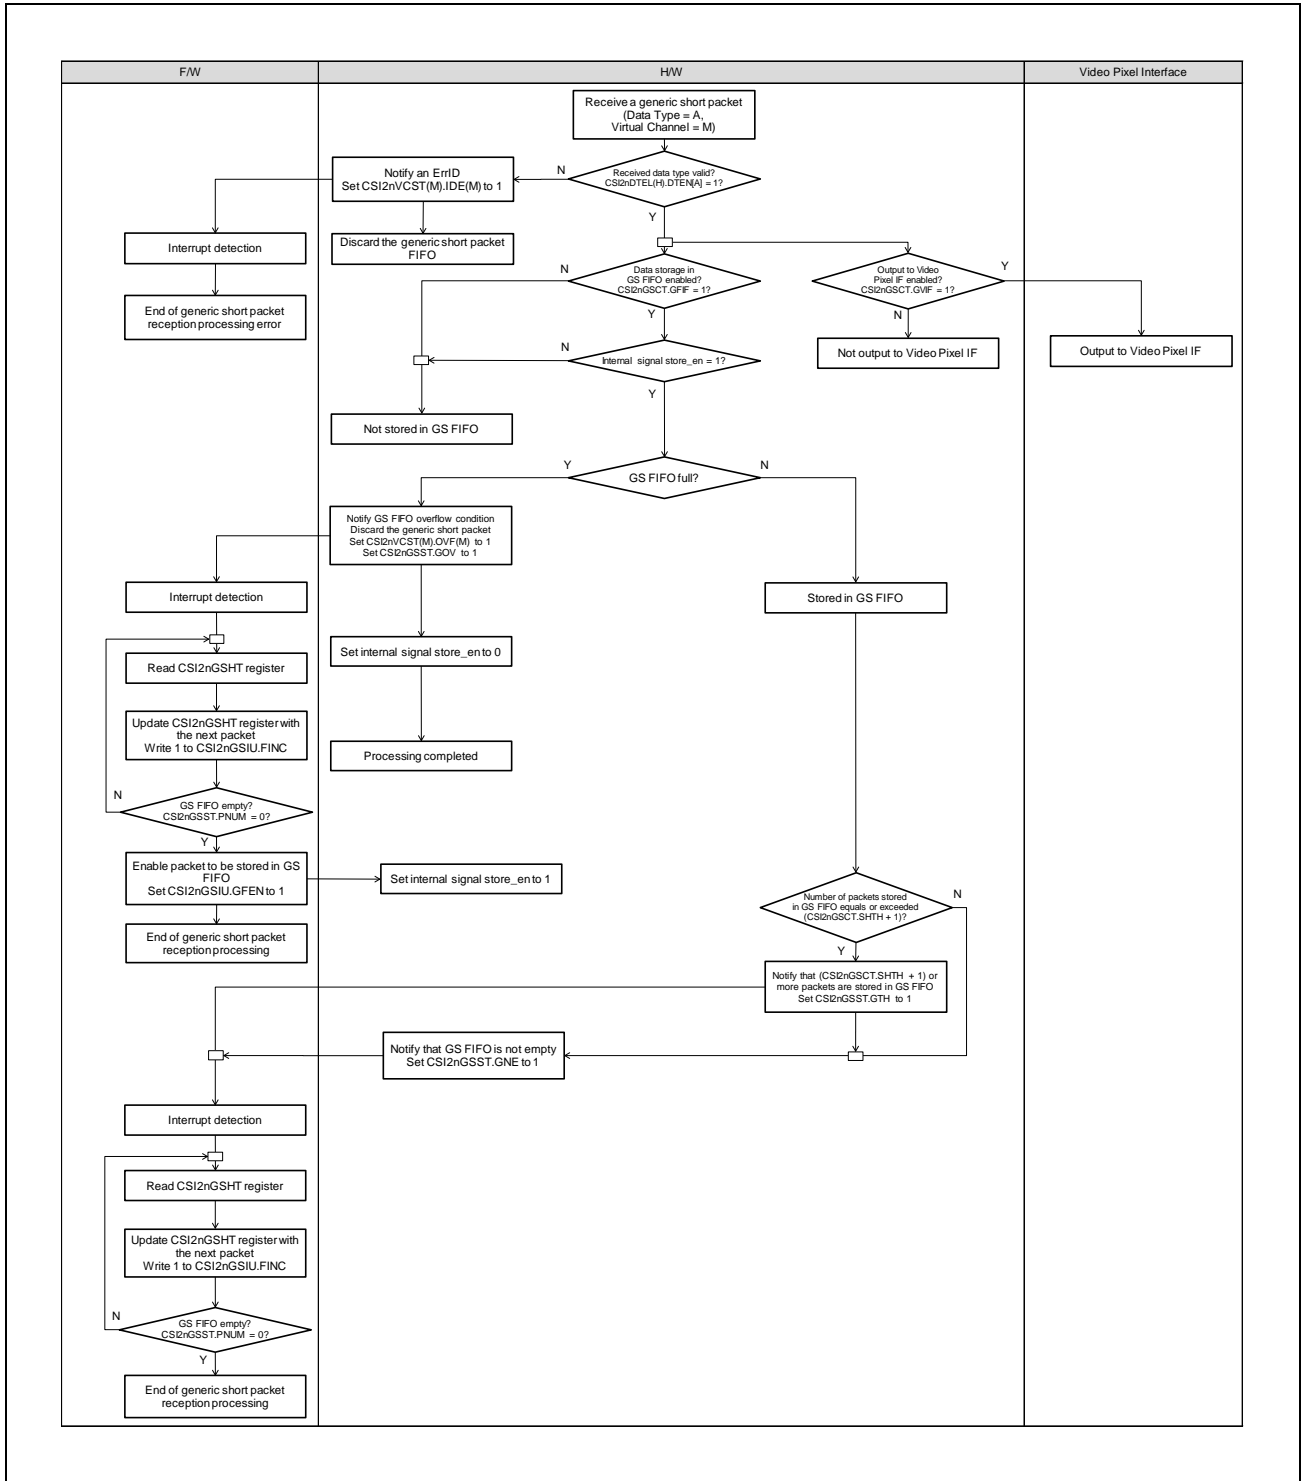 F/W
H/W
Video Pixel Interface
Receive a generic short packet
(Data Type = A,
Virtual Channel = M)
Notify an ErrID
Set CSI2nVCST(M).IDE(M) to 1
N
Received data type valid?
CSI2nDTEL(H).DTEN[A] = 1?
Y
Interrupt detection
Discard the generic short packet
FIFO
N
Data storage in
GS FIFO enabled?
CSI2nGSCT.GFIF = 1?
Y
Output to Video
Pixel IF enabled?
CSI2nGSCT.GVIF = 1?
Y
N
End of generic short packet
reception processing error
N
Internal signal store_en = 1?
Y
Not output to Video Pixel IF
Output to Video Pixel IF
Not stored in GS FIFO
Y
GS FIFO full?
N
Notify GS FIFO overflow condition
Discard the generic short packet
Set CSI2nVCST(M).OVF(M) to 1
Set CSI2nGSST.GOV to 1
Interrupt detection
Stored in GS FIFO
Read CSI2nGSHT register
Set internal signal store_en to 0
Update CSI2nGSHT register with
the next packet
Write 1 to CSI2nGSIU.FINC
Processing completed
N
GS FIFO empty?
CSI2nGSST.PNUM = 0?
Y
Enable packet to be stored in GS
FIFO
Set CSI2nGSIU.GFEN to 1
Set internal signal store_en to 1
Number of packets stored
in GS FIFO equals or exceeded
(CSI2nGSCT.SHTH + 1)?
N
Y
End of generic short packet
reception processing
Notify that (CSI2nGSCT.SHTH + 1) or
more packets are stored in GS FIFO
Set CSI2nGSST.GTH to 1
Notify that GS FIFO is not empty
Set CSI2nGSST.GNE to 1
Interrupt detection
Read CSI2nGSHT register
Update CSI2nGSHT register with
the next packet
Write 1 to CSI2nGSIU.FINC
N
GS FIFO empty?
CSI2nGSST.PNUM = 0?
Y
End of generic short packet
reception processing